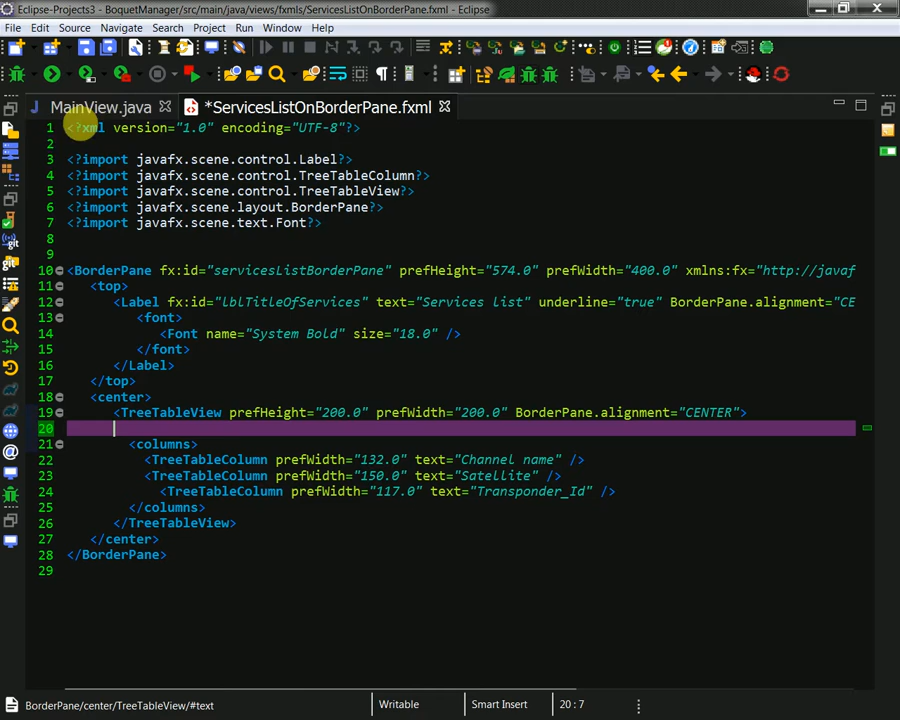 Eclipse-Projects3 - BoquetManager/src/main/java/views/fxmls/ServicesListOnBorderPane.fxml - Eclipse
File Edit Source Navigate Search Project Run Window Help
MainView.java *ServicesListOnBorderPane.fxml
1 <?xml version="1.0" encoding="UTF-8"?>
2
3 <?import javafx.scene.control.Label?>
4 <?import javafx.scene.control.TreeTableColumn?>
5 <?import javafx.scene.control.TreeTableView?>
6 <?import javafx.scene.layout.BorderPane?>
7 <?import javafx.scene.text.Font?>
8
9
10 <BorderPane fx:id="servicesListBorderPane" prefHeight="574.0" prefWidth="400.0" xmlns:fx="http://javaf
11 <top>
12 <Label fx:id="lblTitleOfServices" text="Services list" underline="true" BorderPane.alignment="CE
13 <font>
14 <Font name="System Bold" size="18.0" />
15 </font>
16 </Label>
17 </top>
18 <center>
19 <TreeTableView prefHeight="200.0" prefWidth="200.0" BorderPane.alignment="CENTER">
20
21 <columns>
22 <TreeTableColumn prefWidth="132.0" text="Channel name" />
23 <TreeTableColumn prefWidth="150.0" text="Satellite" />
24 <TreeTableColumn prefWidth="117.0" text="Transponder_Id" />
25 </columns>
26 </TreeTableView>
27 </center>
28 </BorderPane>
29
BorderPane/center/TreeTableView/#text Writable Smart Insert 20 : 7